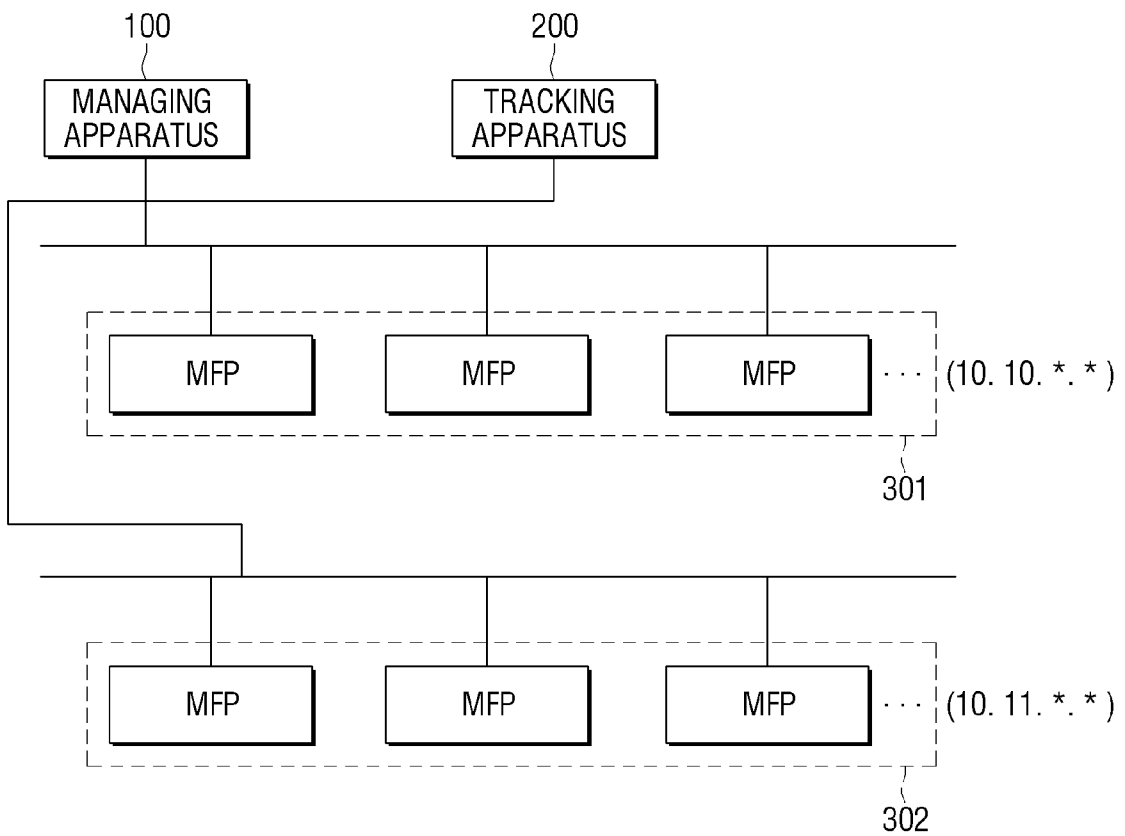 100
200
MANAGING
APPARATUS
TRACKING
APPARATUS
MFP
MFP
MFP
· · · (10. 10. *. * )
301
MFP
MFP
MFP
· · · (10. 11. *. * )
302